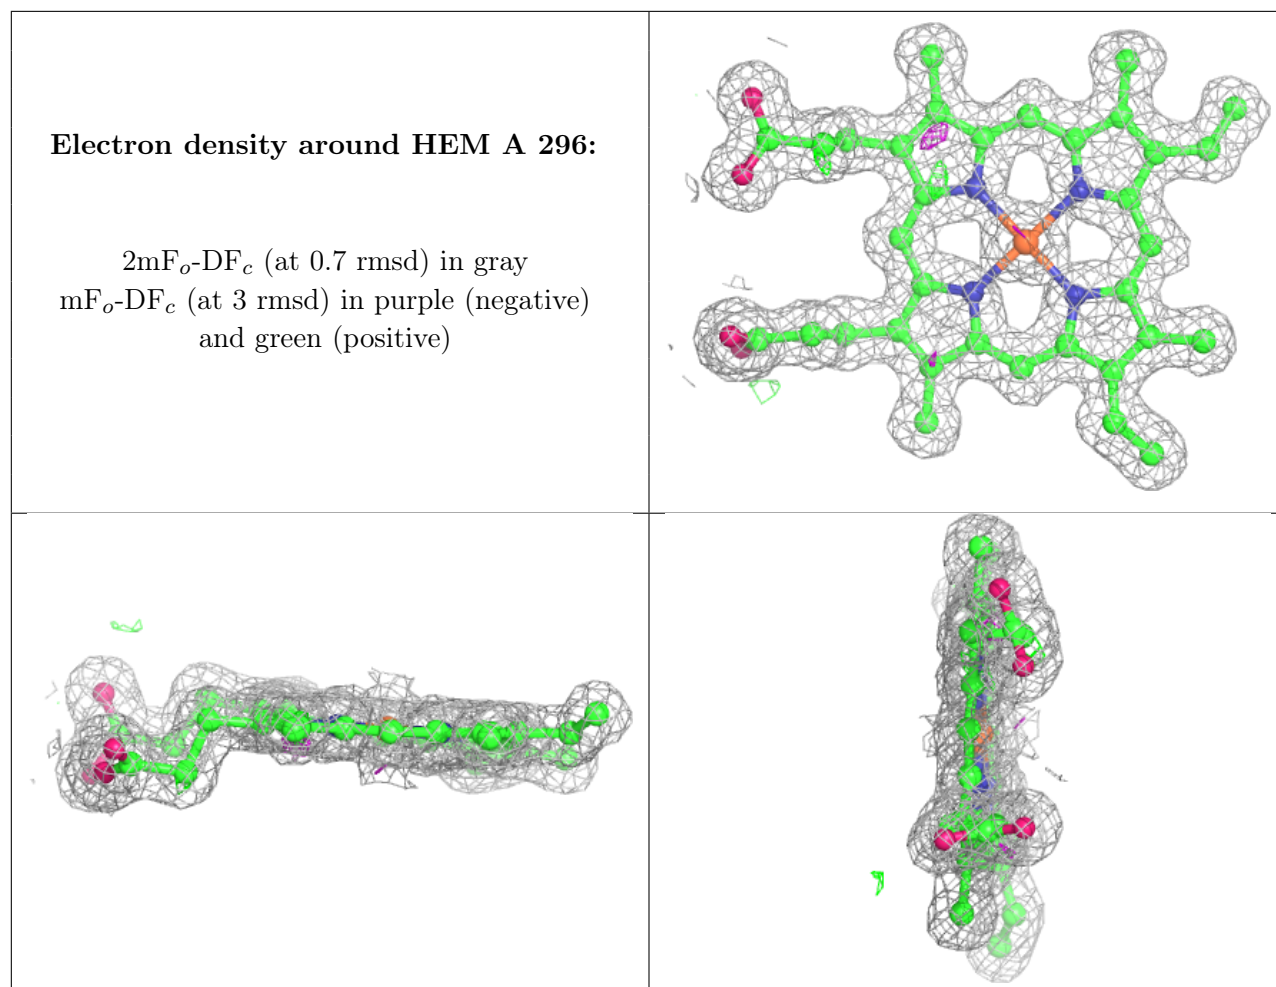 Electron density around HEM A 296:
2mFo-DFc (at 0.7 rmsd) in gray
mFo-DFc (at 3 rmsd) in purple (negative)
and green (positive)